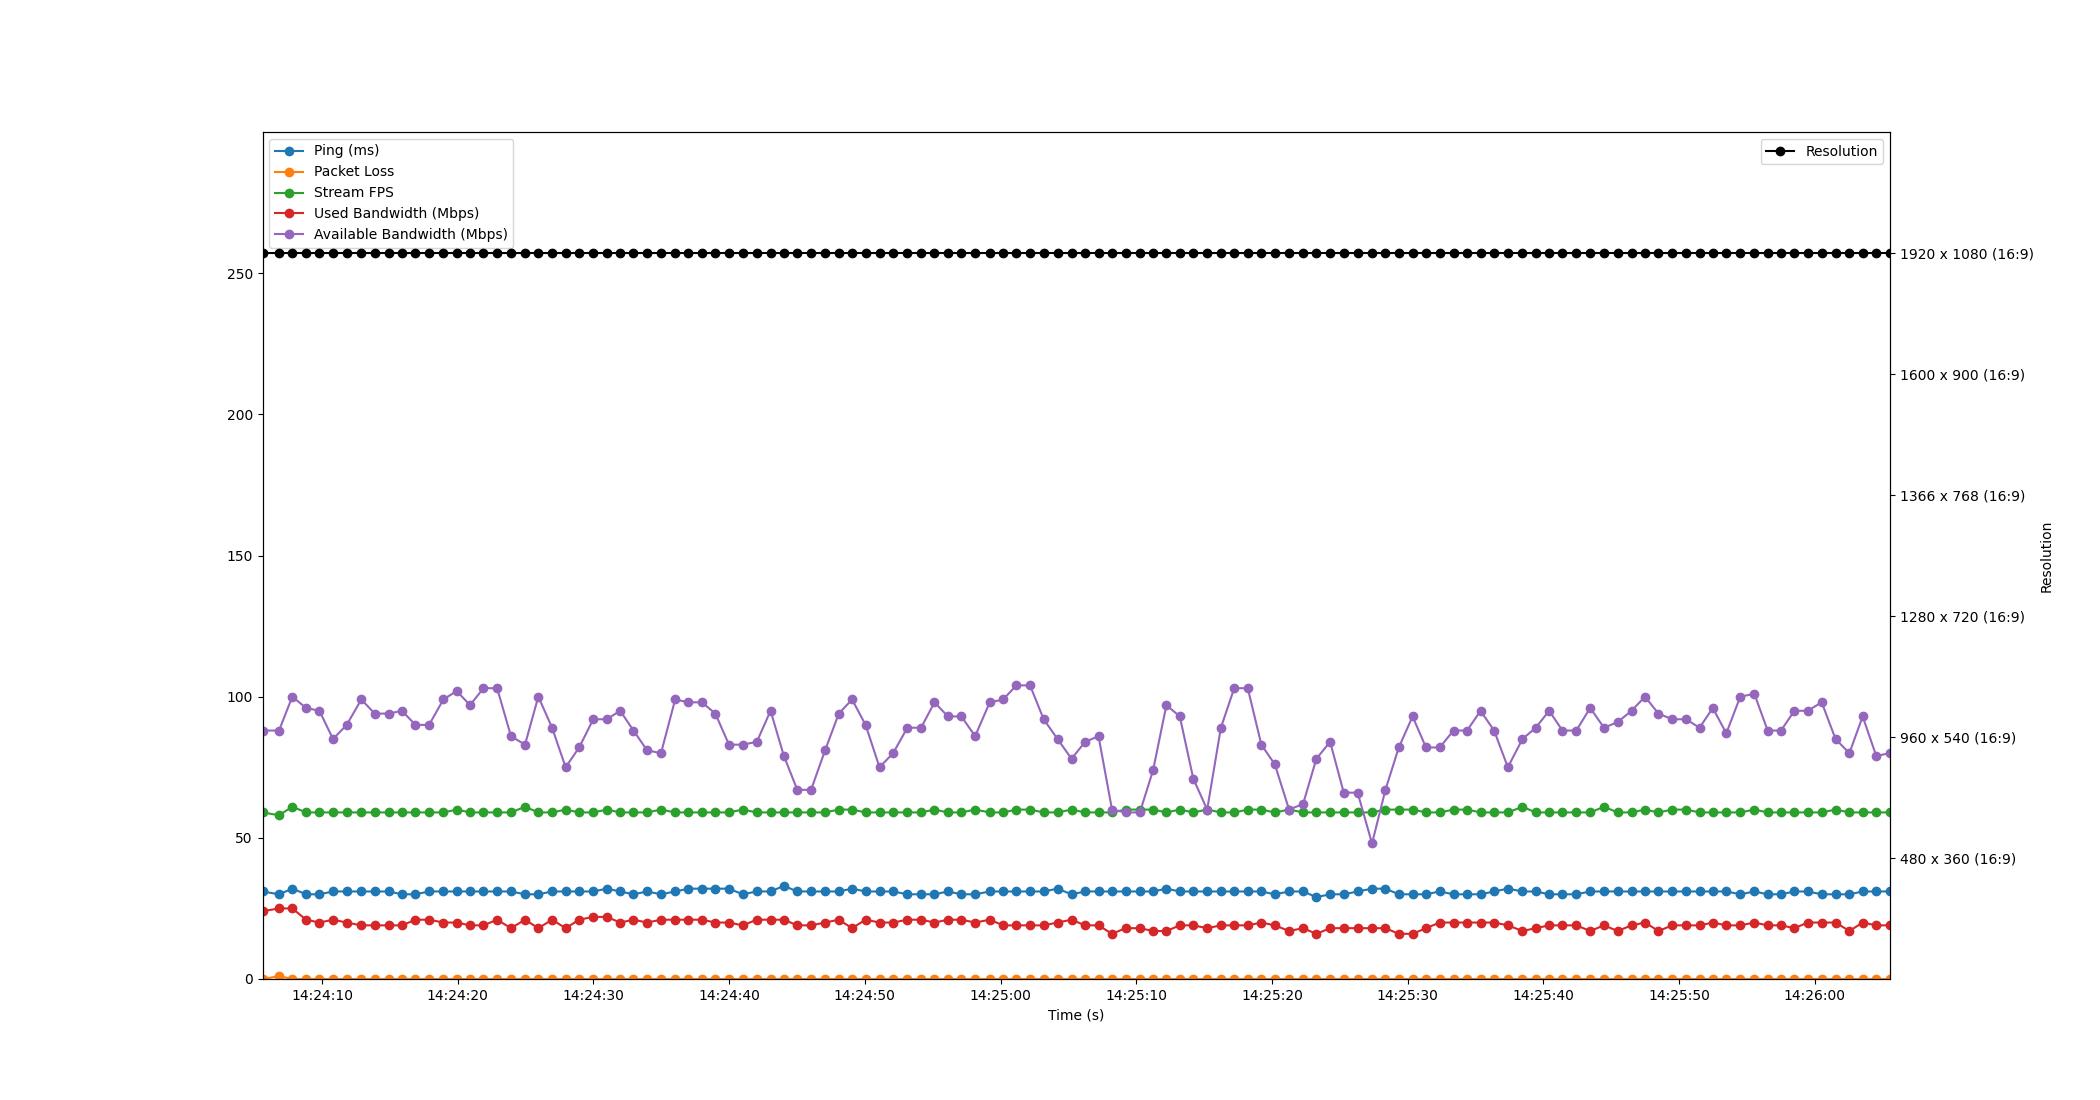 Ping (ms)
Packet Loss
Stream FPS
Used Bandwidth (Mbps)
Available Bandwidth (Mbps)
Resolution
250
200
150
100
50
0
1920 x 1080 (16:9)
1600 x 900 (16:9)
1366 x 768 (16:9)
1280 x 720 (16:9)
960 x 540 (16:9)
480 x 360 (16:9)
Resolution
14:24:10 14:24:20 14:24:30 14:24:40 14:24:50 14:25:00 14:25:10 14:25:20 14:25:30 14:25:40 14:25:50 14:26:00
Time (s)